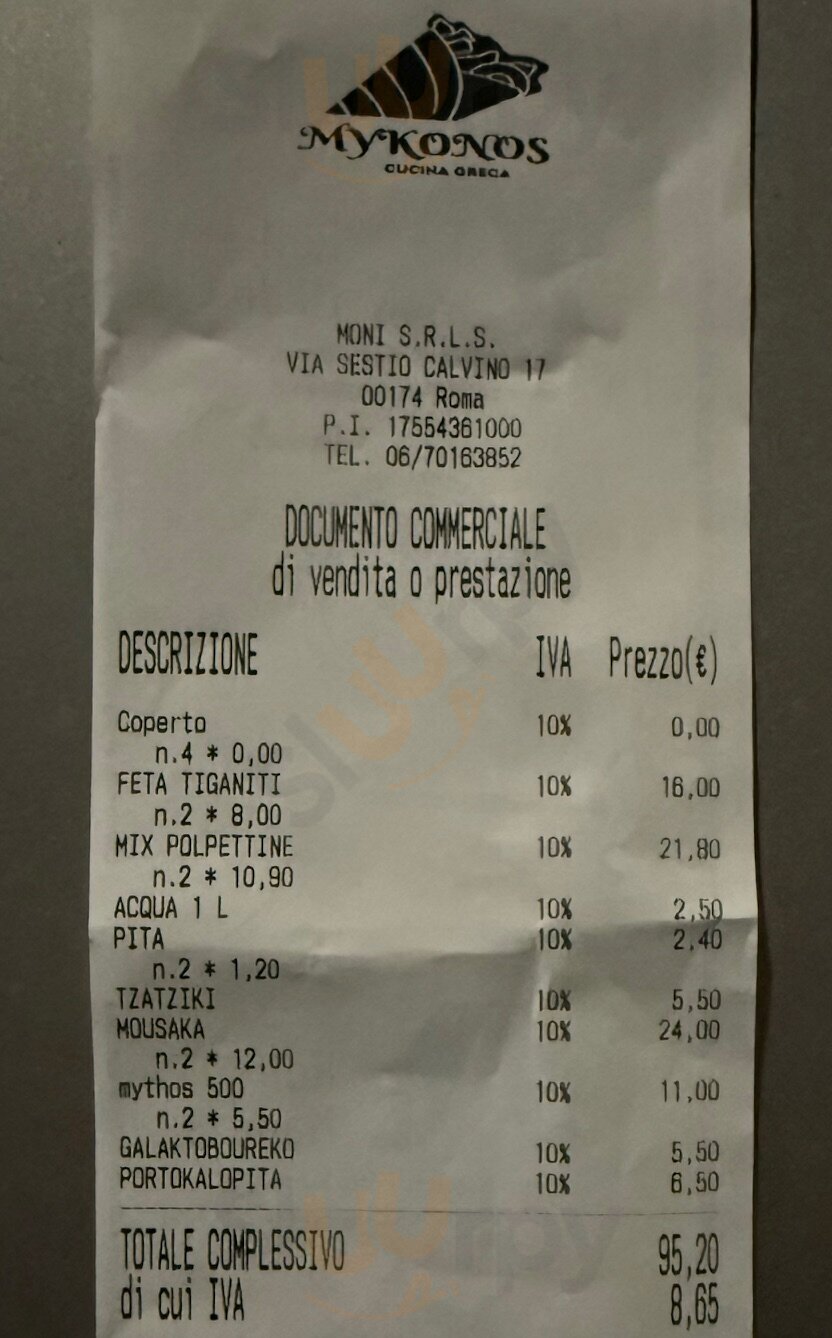 MYKONOS
CUCINA GRECA
MONI S.R.L.S.
VIA SESTIO CALVINO 17
00174 Roma
P.I. 17554361000
TEL. 06/70163852
DOCUMENTO COMMERCIALE
di vendita o prestazione
DESCRIZIONE IVA Prezzo(€)
Coperto 10% 0,00
n.4 * 0,00
FETA TIGANITI 10% 16,00
n.2 * 8,00
MIX POLPETTINE 10% 21,80
n.2 * 10,90
ACQUA 1 L 10% 2,50
PITA 10% 2,40
n.2 * 1,20
TZATZIKI 10% 5,50
MOUSAKA 10% 24,00
n.2 * 12,00
mythos 500 10% 11,00
n.2 * 5,50
GALAKTOBOUREKO 10% 5,50
PORTOKALOPITA 10% 6,50
TOTALE COMPLESSIVO 95,20
di cui IVA 8,65
sluurpy